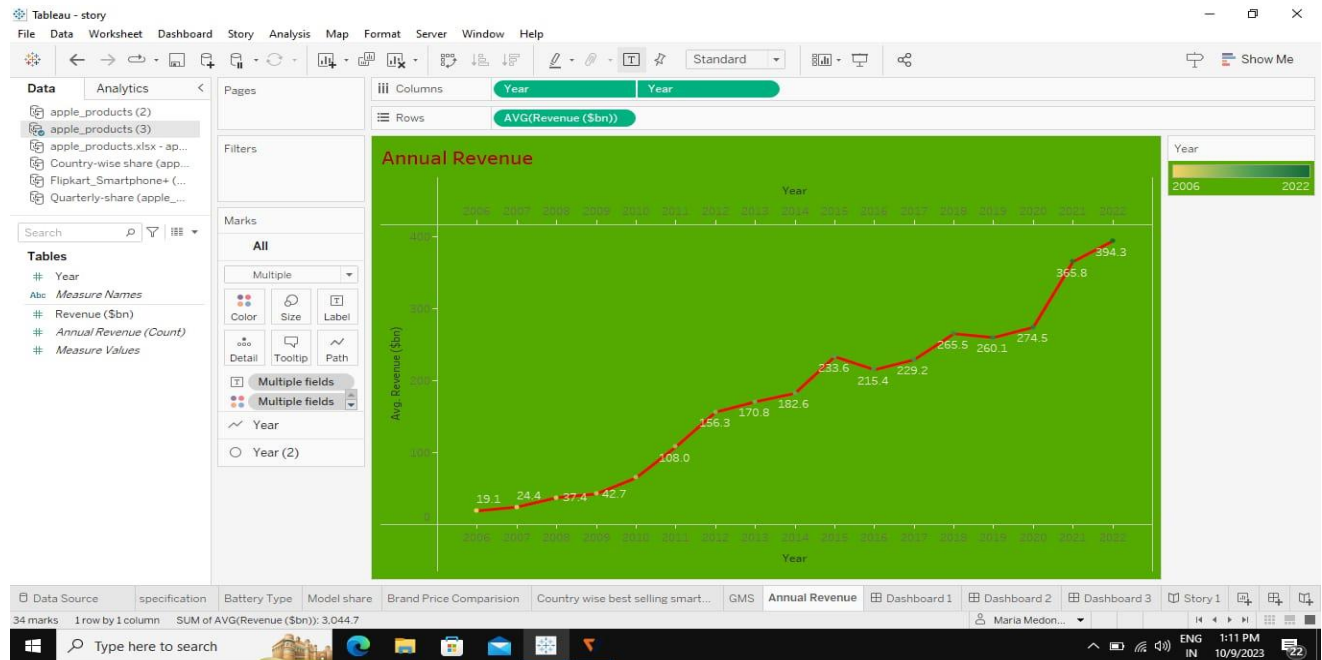 Tableau - story
File Data Worksheet Dashboard Story Analysis Map Format Server Window Help
Standard
Show Me
Data Analytics
apple_products (2)
apple_products (3)
apple_products.xlsx - ap...
Country-wise share (app...
Flipkart_Smartphone+ (...
Quarterly-share (apple_...
Search
Tables
# Year
Abc Measure Names
# Revenue ($bn)
# Annual Revenue (Count)
# Measure Values
Pages
Filters
Marks
All
Multiple
Color Size Label
Detail Tooltip Path
Multiple fields
Multiple fields
Year
Year (2)
Columns Year Year
Rows AVG(Revenue ($bn))
Annual Revenue
Year
2006 2007 2008 2009 2010 2011 2012 2013 2014 2015 2016 2017 2018 2019 2020 2021 2022
400
300
200
100
0
Avg. Revenue ($bn)
19.1 24.4 37.4 42.7 108.0 156.3 170.8 182.6 233.6 215.4 229.2 265.5 260.1 274.5 365.8 394.3
2006 2007 2008 2009 2010 2011 2012 2013 2014 2015 2016 2017 2018 2019 2020 2021 2022
Year
Year
2006 2022
Data Source specification Battery Type Model share Brand Price Comparision Country wise best selling smart... GMS Annual Revenue Dashboard 1 Dashboard 2 Dashboard 3 Story 1
34 marks 1 row by 1 column SUM of AVG(Revenue ($bn)): 3,044.7 Maria Medon...
Type here to search
ENG 1:11 PM
IN 10/9/2023
22